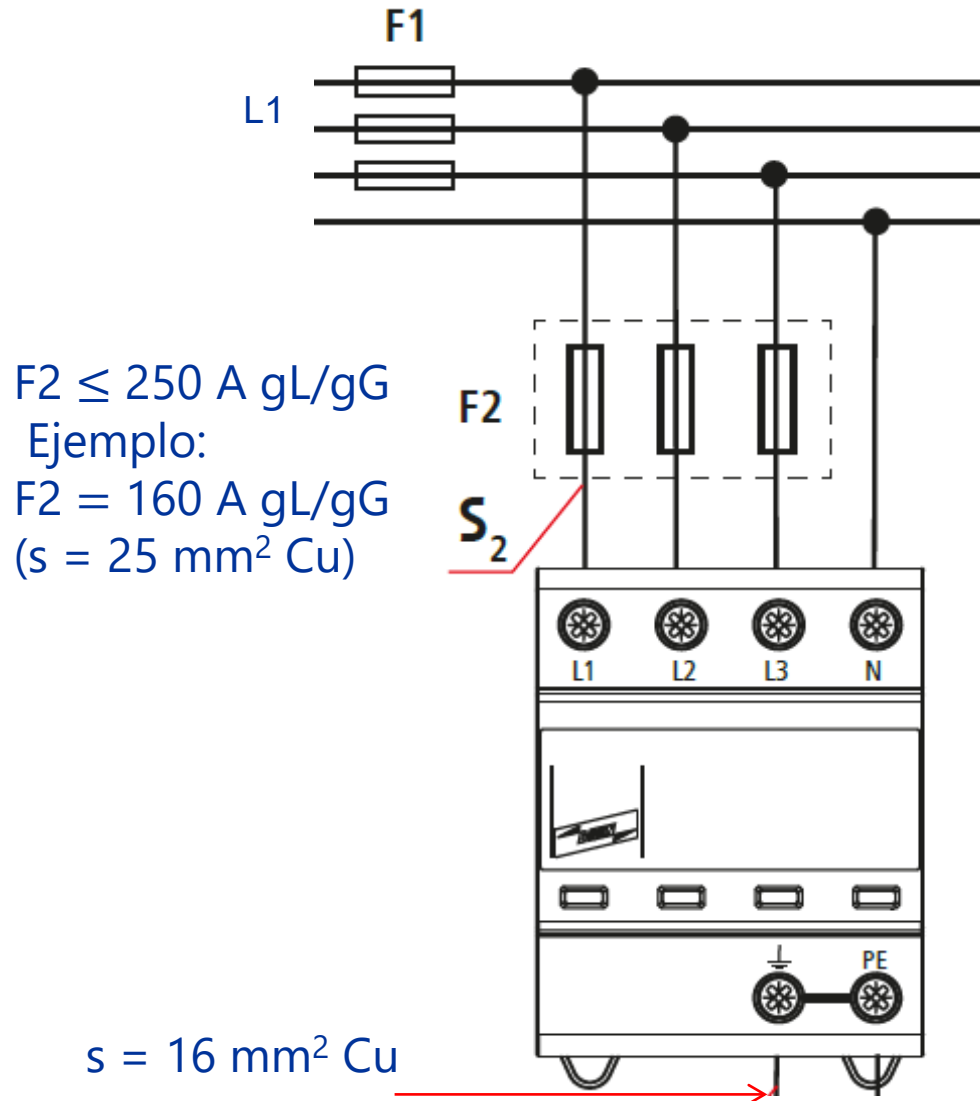 F1
L1
F2 ≤ 250 A gL/gG
Ejemplo:
F2 = 160 A gL/gG
(s = 25 mm² Cu)
F2
S₂
L1 L2 L3 N
PE
s = 16 mm² Cu